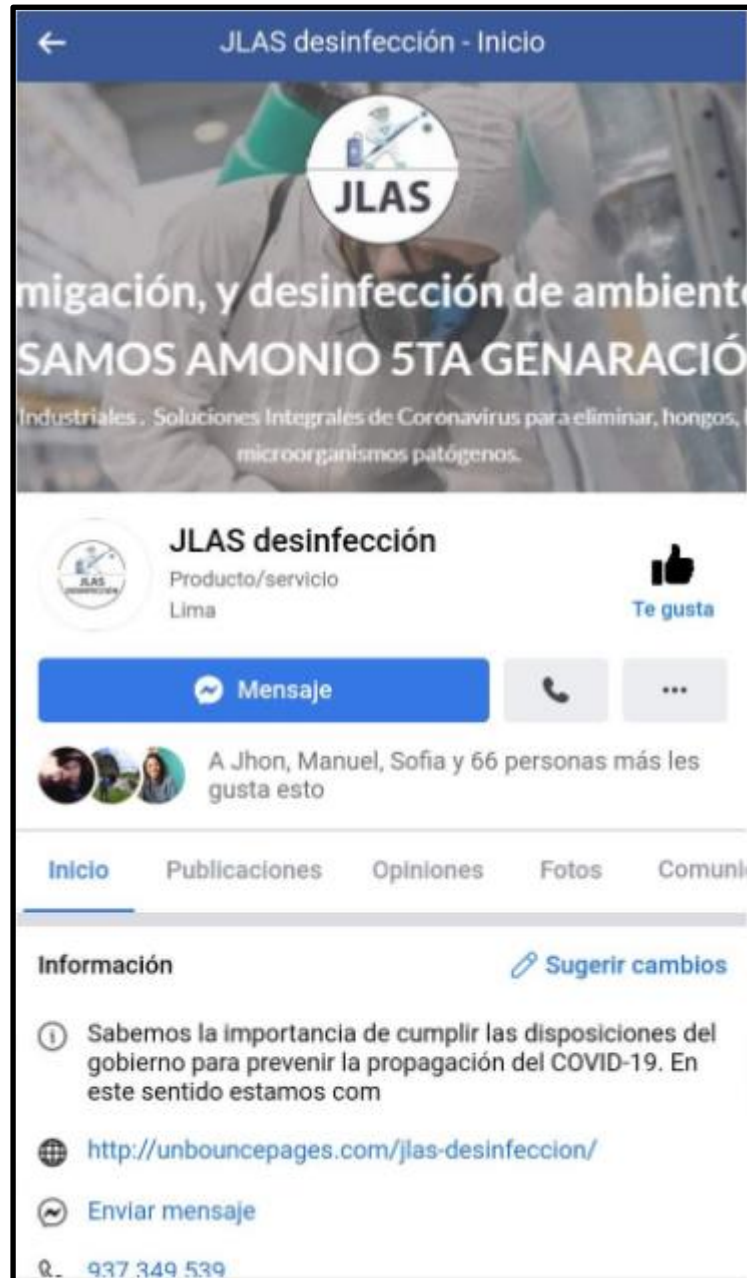 JLAS desinfección - Inicio
JLAS
migación, y desinfección de ambiente
SAMOS AMONIO 5TA GENARACIÓ
Industriales . Soluciones Integrales de Coronavirus para eliminar, hongos,
microorganismos patógenos.
JLAS desinfección
JLAS
DESINFECCIÓN
Producto/servicio
Lima
Te gusta
Mensaje
A Jhon, Manuel, Sofia y 66 personas más les
gusta esto
Inicio Publicaciones Opiniones Fotos Comuni
Información Sugerir cambios
Sabemos la importancia de cumplir las disposiciones del
gobierno para prevenir la propagación del COVID-19. En
este sentido estamos com
http://unbouncepages.com/jlas-desinfeccion/
Enviar mensaje
937 349 539